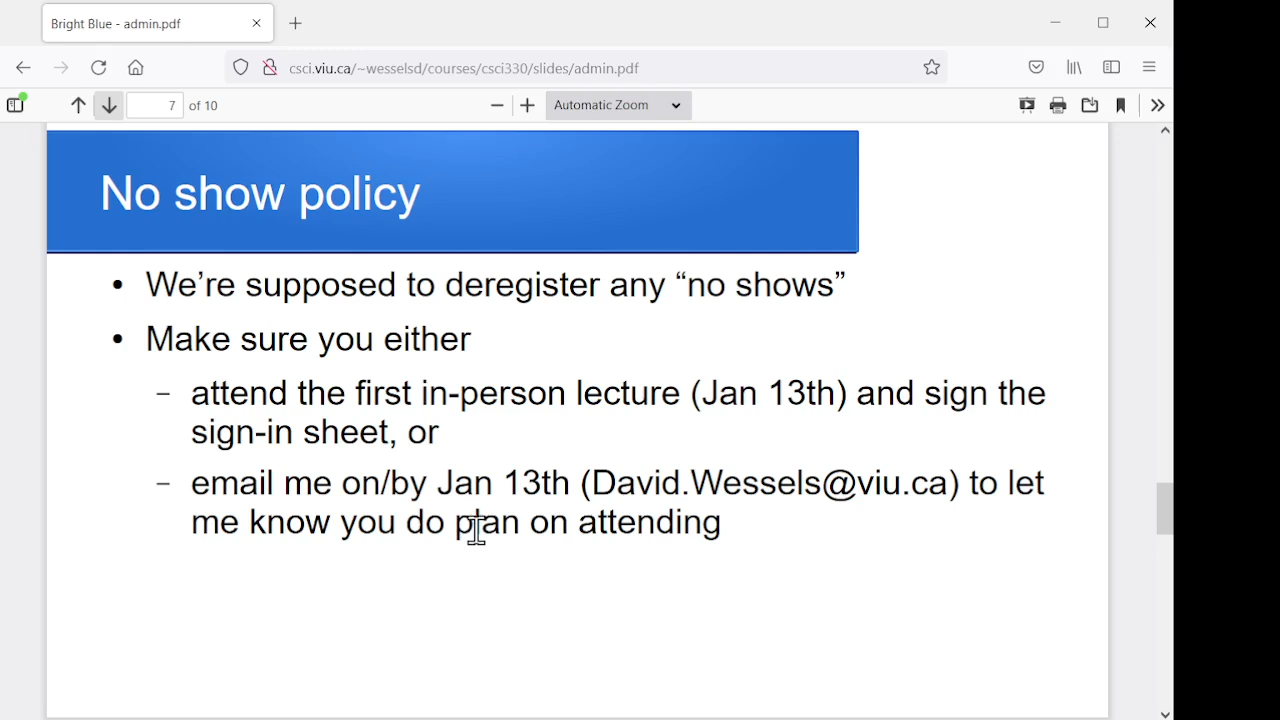 Bright Blue - admin.pdf
csci.viu.ca/~wesselsd/courses/csci330/slides/admin.pdf
7 of 10
Automatic Zoom
No show policy
• We’re supposed to deregister any “no shows”
• Make sure you either
– attend the first in-person lecture (Jan 13th) and sign the
sign-in sheet, or
– email me on/by Jan 13th (David.Wessels@viu.ca) to let
me know you do plan on attending